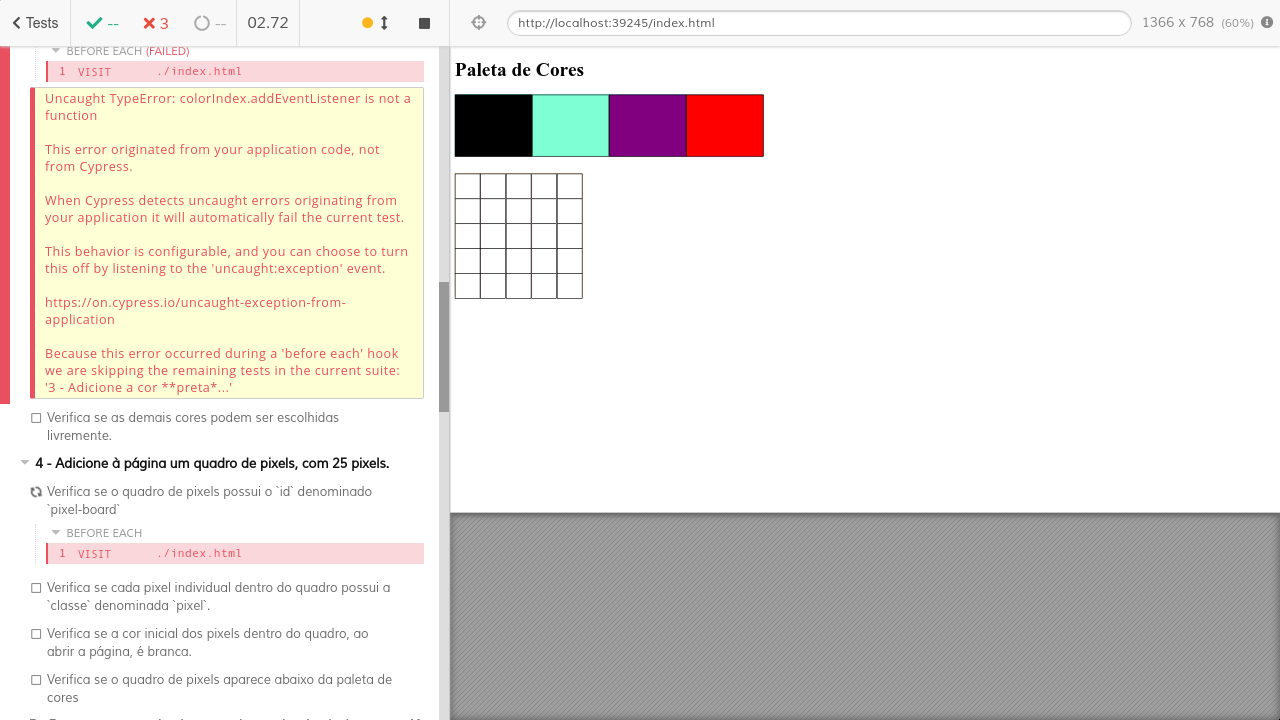 Tests
--
3
--
02.72
http://localhost:39245/index.html
1366 x 768 (60%)
BEFORE EACH (FAILED)
1 VISIT ./index.html
Uncaught TypeError: colorIndex.addEventListener is not a
function
This error originated from your application code, not
from Cypress.
When Cypress detects uncaught errors originating from
your application it will automatically fail the current test.
This behavior is configurable, and you can choose to turn
this off by listening to the 'uncaught:exception' event.
https://on.cypress.io/uncaught-exception-from-
application
Because this error occurred during a 'before each' hook
we are skipping the remaining tests in the current suite:
'3 - Adicione a cor **preta*...'
Verifica se as demais cores podem ser escolhidas
livremente.
4 - Adicione à página um quadro de pixels, com 25 pixels.
Verifica se o quadro de pixels possui o `id` denominado
`pixel-board`
BEFORE EACH
1 VISIT ./index.html
Verifica se cada pixel individual dentro do quadro possui a
`classe` denominada `pixel`.
Verifica se a cor inicial dos pixels dentro do quadro, ao
abrir a página, é branca.
Verifica se o quadro de pixels aparece abaixo da paleta de
cores
Paleta de Cores